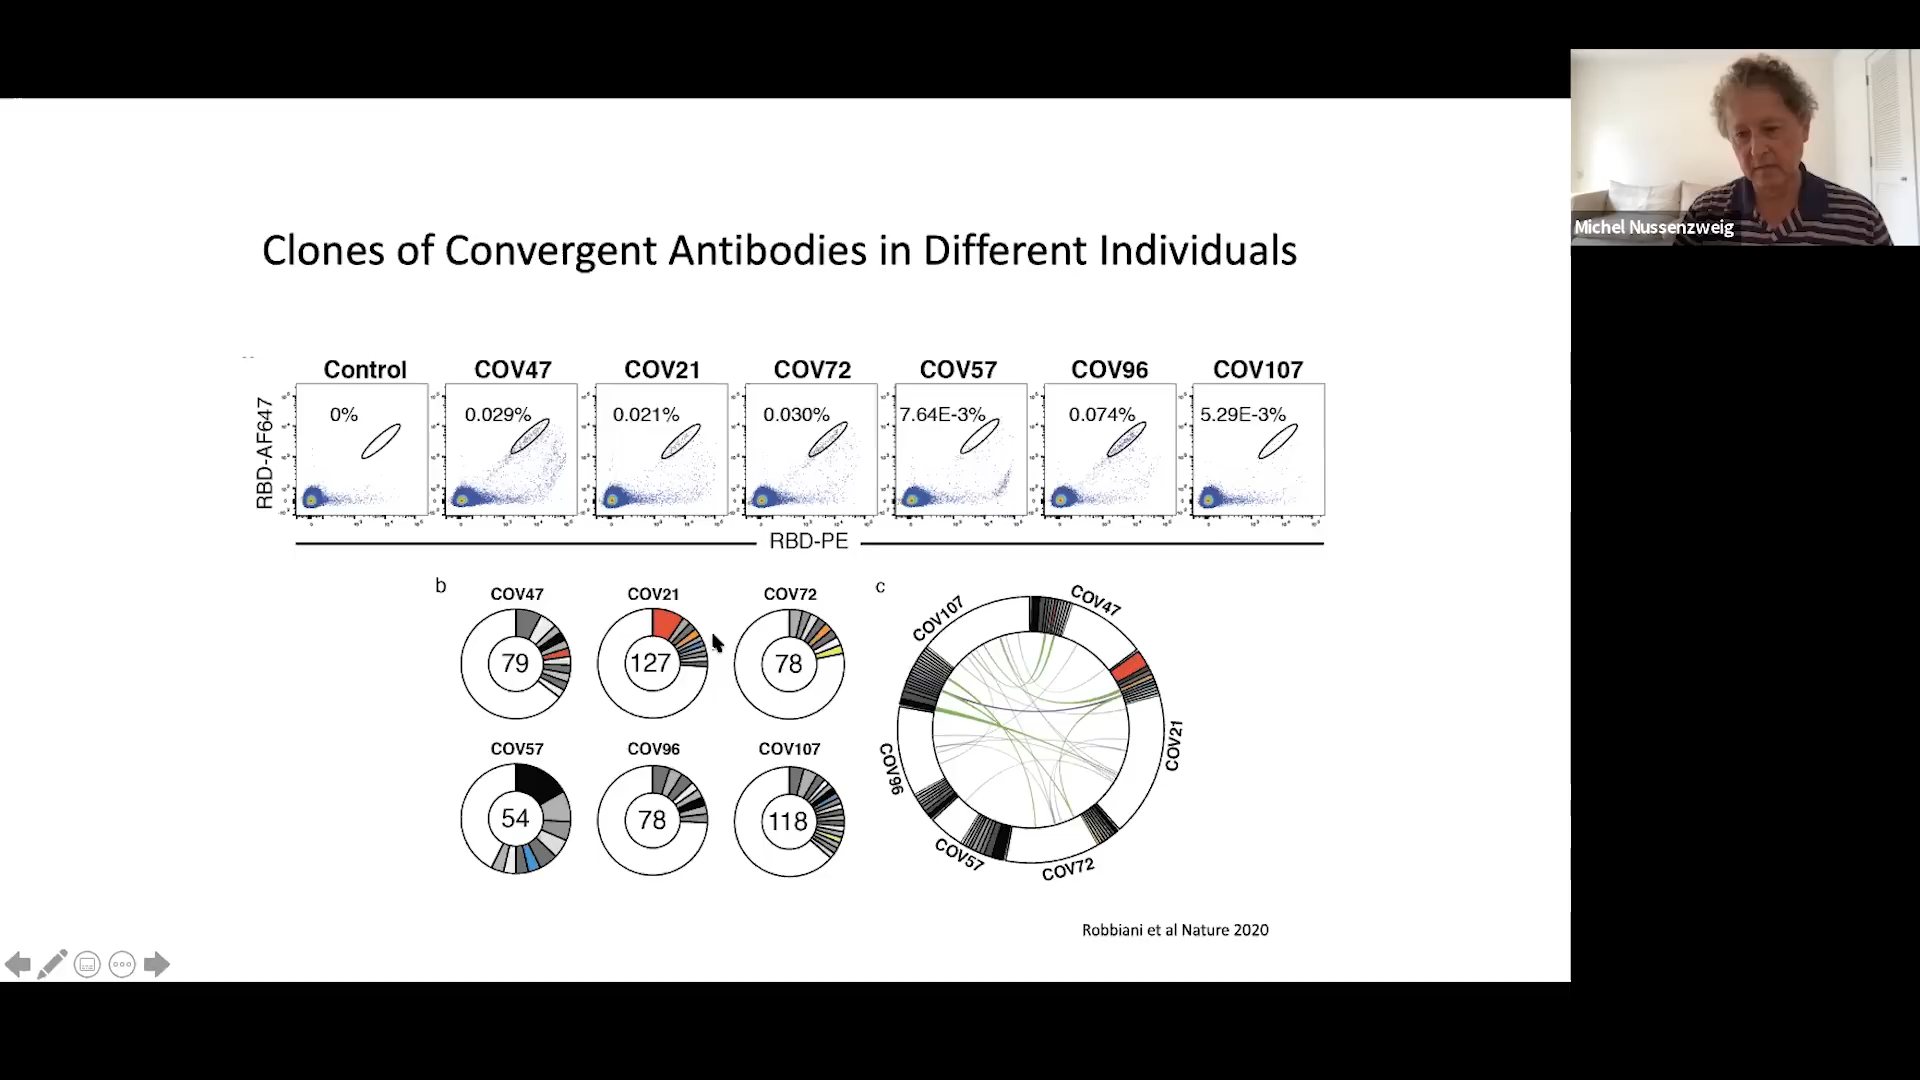 Michel Nussenzweig
Clones of Convergent Antibodies in Different Individuals
Control
COV47
COV21
COV72
COV57
COV96
COV107
RBD-AF647
0%
0.029%
0.021%
0.030%
7.64E-3%
0.074%
5.29E-3%
RBD-PE
b
COV47
COV21
COV72
79
127
78
COV57
COV96
COV107
54
78
118
c
COV107
COV47
COV21
COV96
COV57
COV72
Robbiani et al Nature 2020